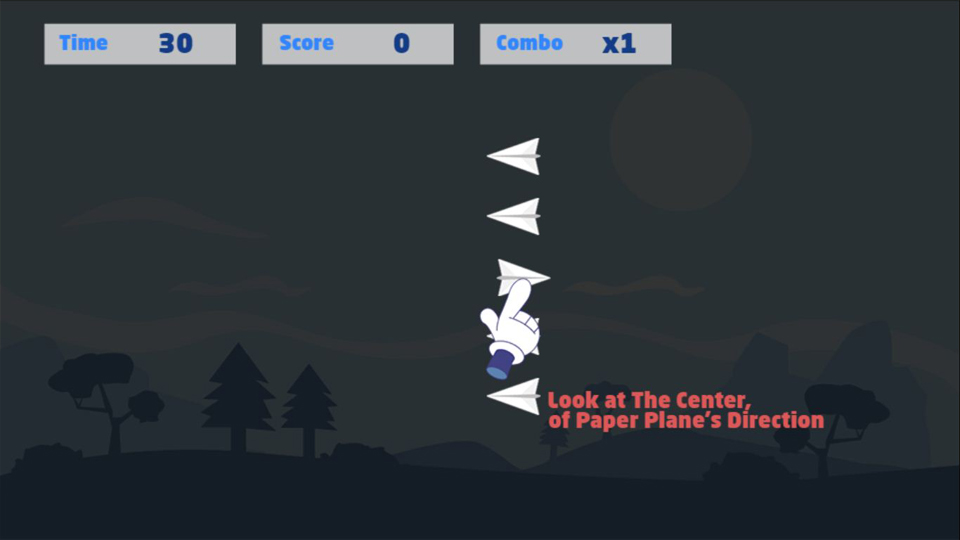 Time 30 Score 0 Combo x1
Look at The Center,
of Paper Plane's Direction